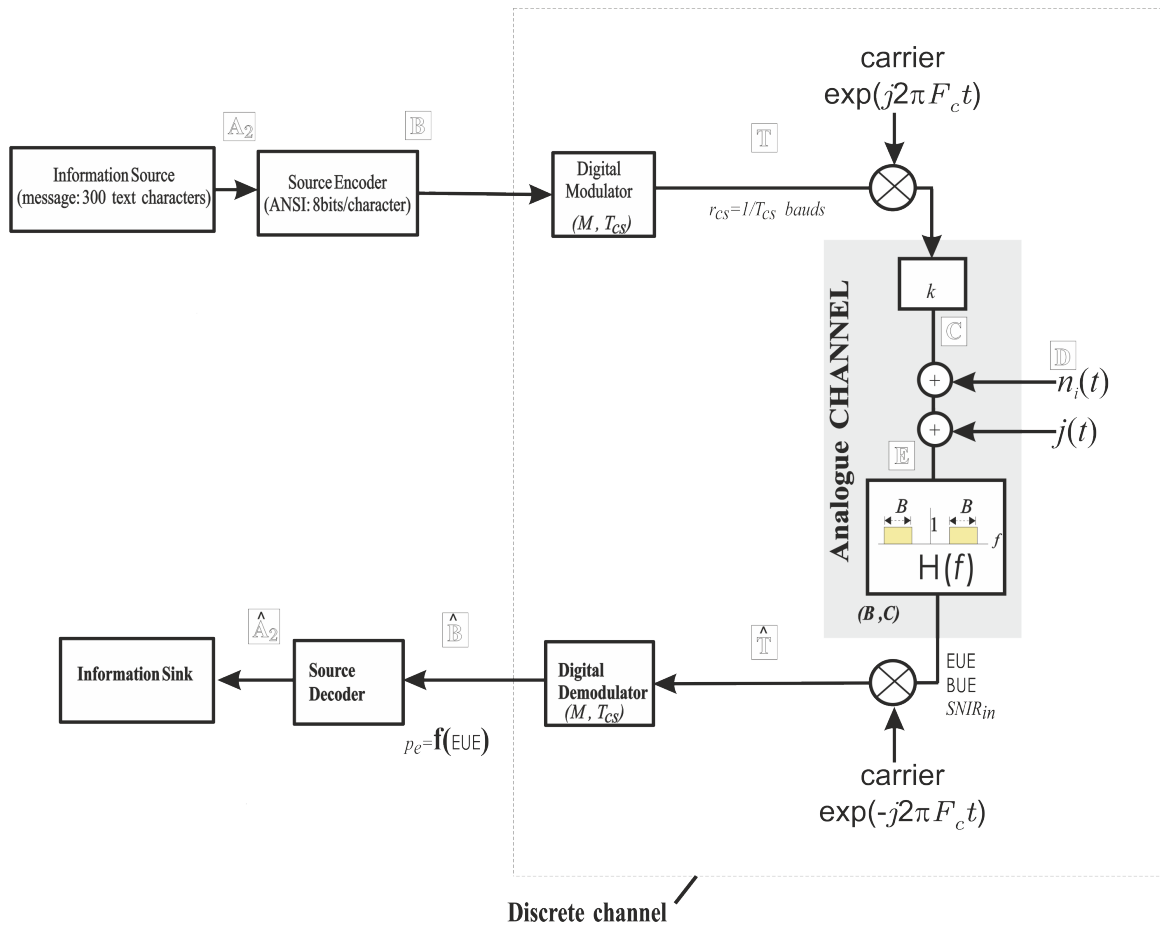 carrier
exp(j2πF_c t)
A₂
B
T
Information Source
(message: 300 text characters)
Source Encoder
(ANSI: 8bits/character)
Digital
Modulator
(M, T_CS)
r_CS=1/T_CS bauds
k
C
D
n_i(t)
j(t)
E
Analogue CHANNEL
B
B
1
f
H(f)
(B,C)
Â₂
B̂
T̂
Information Sink
Source
Decoder
Digital
Demodulator
(M, T_CS)
EUE
BUE
SNIR_in
p_e=f(EUE)
carrier
exp(-j2πF_c t)
Discrete channel